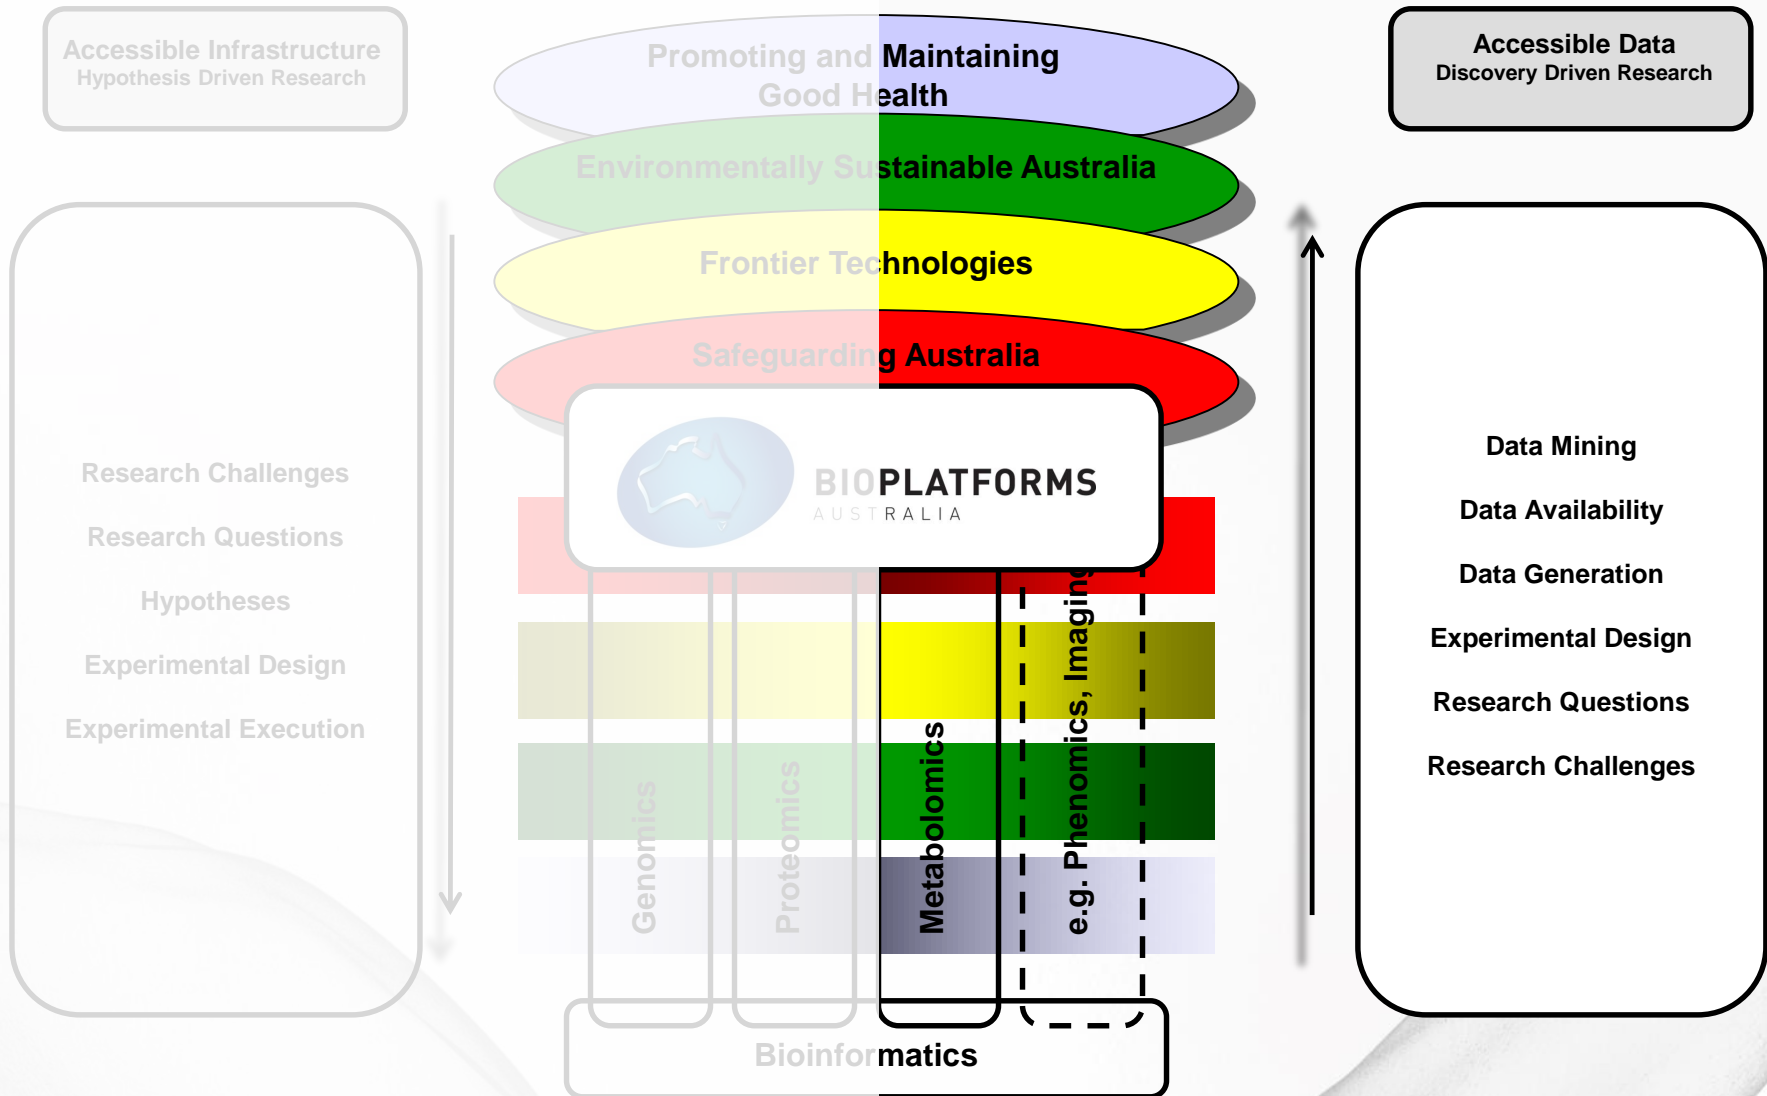 Accessible Infrastructure
Hypothesis Driven Research
Research Challenges
Research Questions
Hypotheses
Experimental Design
Experimental Execution
Promoting and Maintaining
Good Health
Environmentally Sustainable Australia
Frontier Technologies
Safeguarding Australia
BIOPLATFORMS
AUSTRALIA
Genomics
Proteomics
Metabolomics
e.g. Phenomics, Imaging
Bioinformatics
Accessible Data
Discovery Driven Research
Data Mining
Data Availability
Data Generation
Experimental Design
Research Questions
Research Challenges